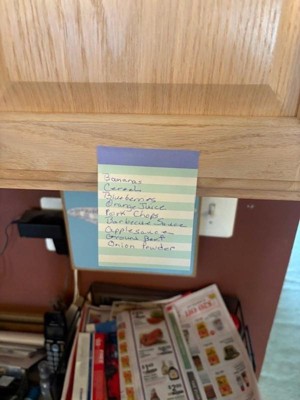 Bananas
Cereal
Blueberries
Orange Juice
Pork Chops
Barbecue Sauce
Applesauce
Ground Beef
Onion Powder